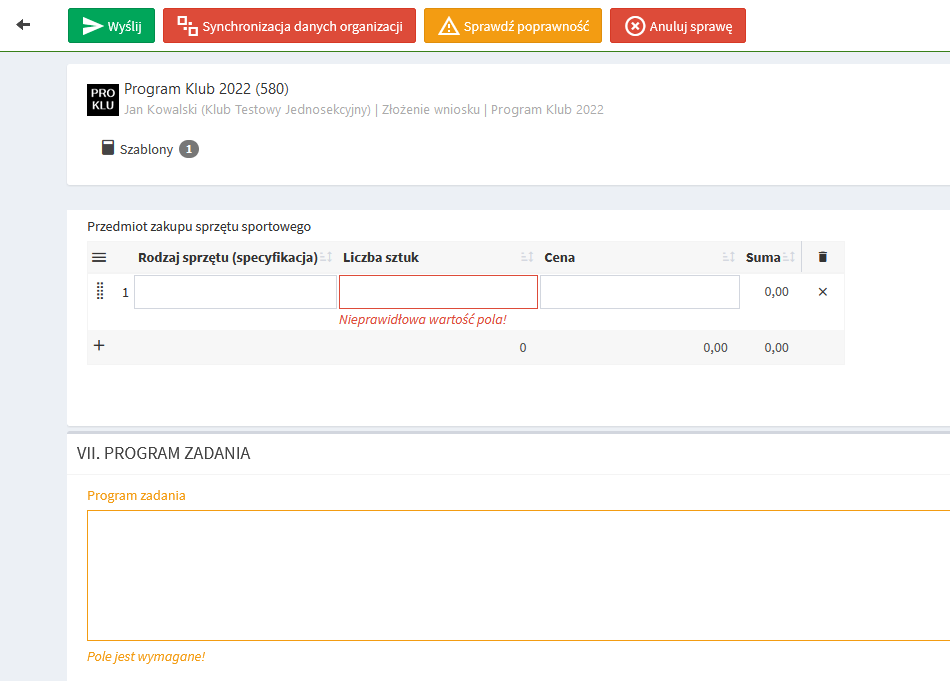 Wyślij Synchronizacja danych organizacji Sprawdź poprawność Anuluj sprawę
PRO
KLU
Program Klub 2022 (580)
Jan Kowalski (Klub Testowy Jednosekcyjny) | Złożenie wniosku | Program Klub 2022
Szablony 1
Przedmiot zakupu sprzętu sportowego
Rodzaj sprzętu (specyfikacja) Liczba sztuk Cena Suma
1 0,00
Nieprawidłowa wartość pola!
0 0,00 0,00
VII. PROGRAM ZADANIA
Program zadania
Pole jest wymagane!